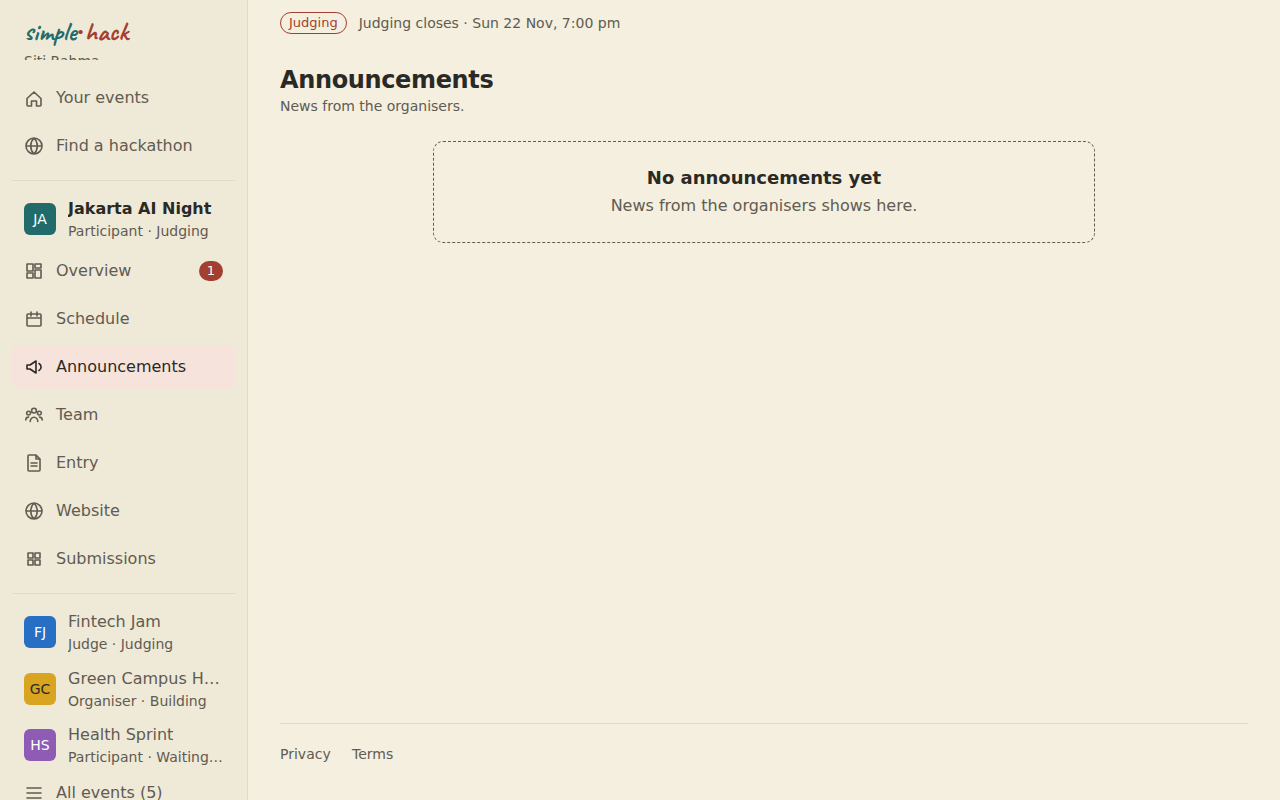 simple·hack
Siti Rahma
Your events
Find a hackathon
JA
Jakarta AI Night
Participant · Judging
Overview
1
Schedule
Announcements
Team
Entry
Website
Submissions
FJ
Fintech Jam
Judge · Judging
GC
Green Campus H…
Organiser · Building
HS
Health Sprint
Participant · Waiting…
All events (5)
Judging
Judging closes · Sun 22 Nov, 7:00 pm
Announcements
News from the organisers.
No announcements yet
News from the organisers shows here.
Privacy
Terms